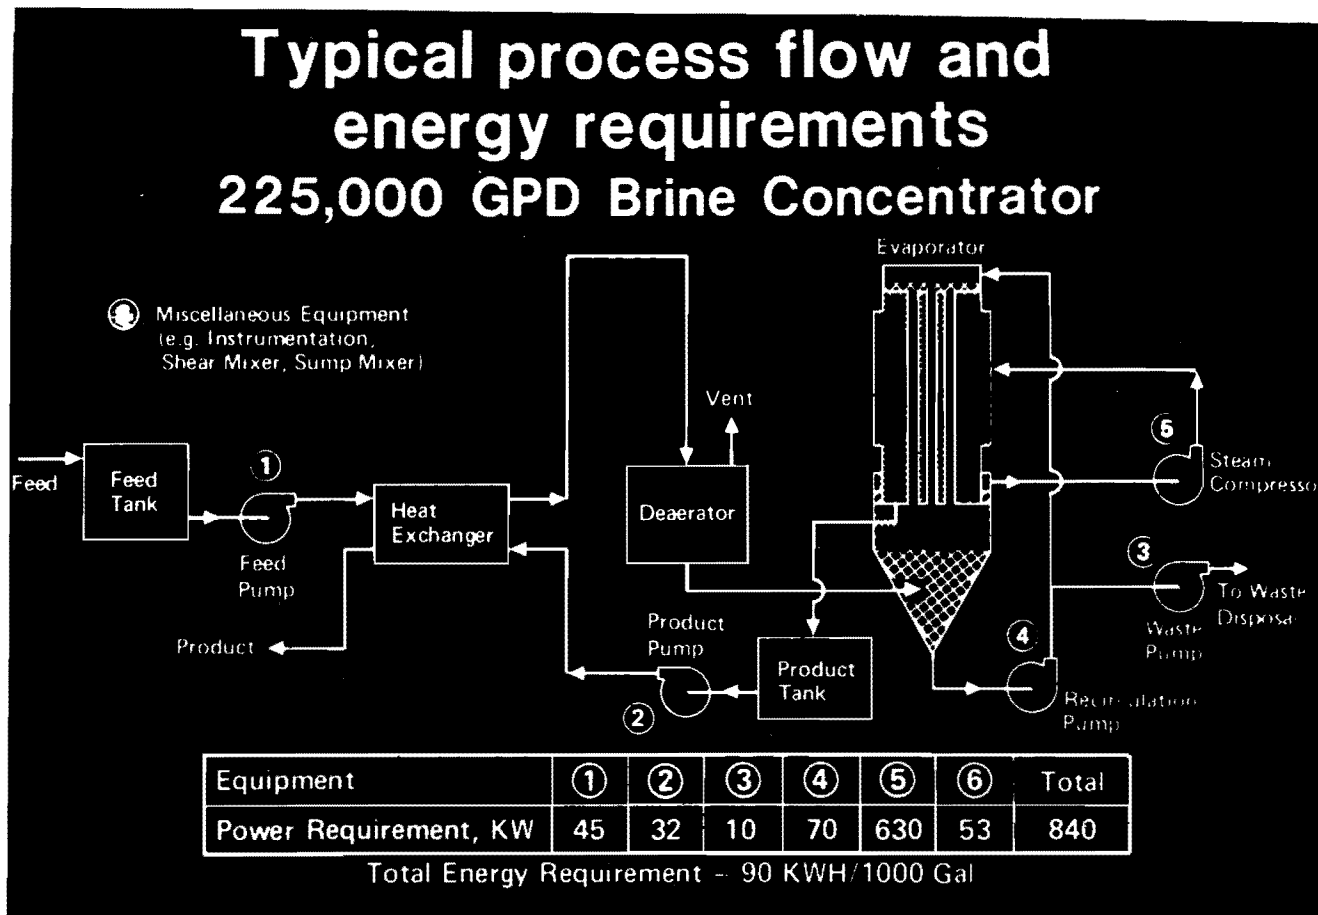 Typical process flow and
energy requirements
225,000 GPD Brine Concentrator
Evaporator
Miscellaneous Equipment
(e.g. Instrumentation,
Shear Mixer, Sump Mixer)
Vent
5
Steam
Compresso
1
Feed
Feed
Tank
Heat
Exchanger
Deaerator
Feed
Pump
3
To Waste
Disposal
Waste
Pump
Product
Product
Pump
4
Product
Tank
2
Recirculation
Pump
Equipment 1 2 3 4 5 6 Total
Power Requirement, KW 45 32 10 70 630 53 840
Total Energy Requirement - 90 KWH/1000 Gal